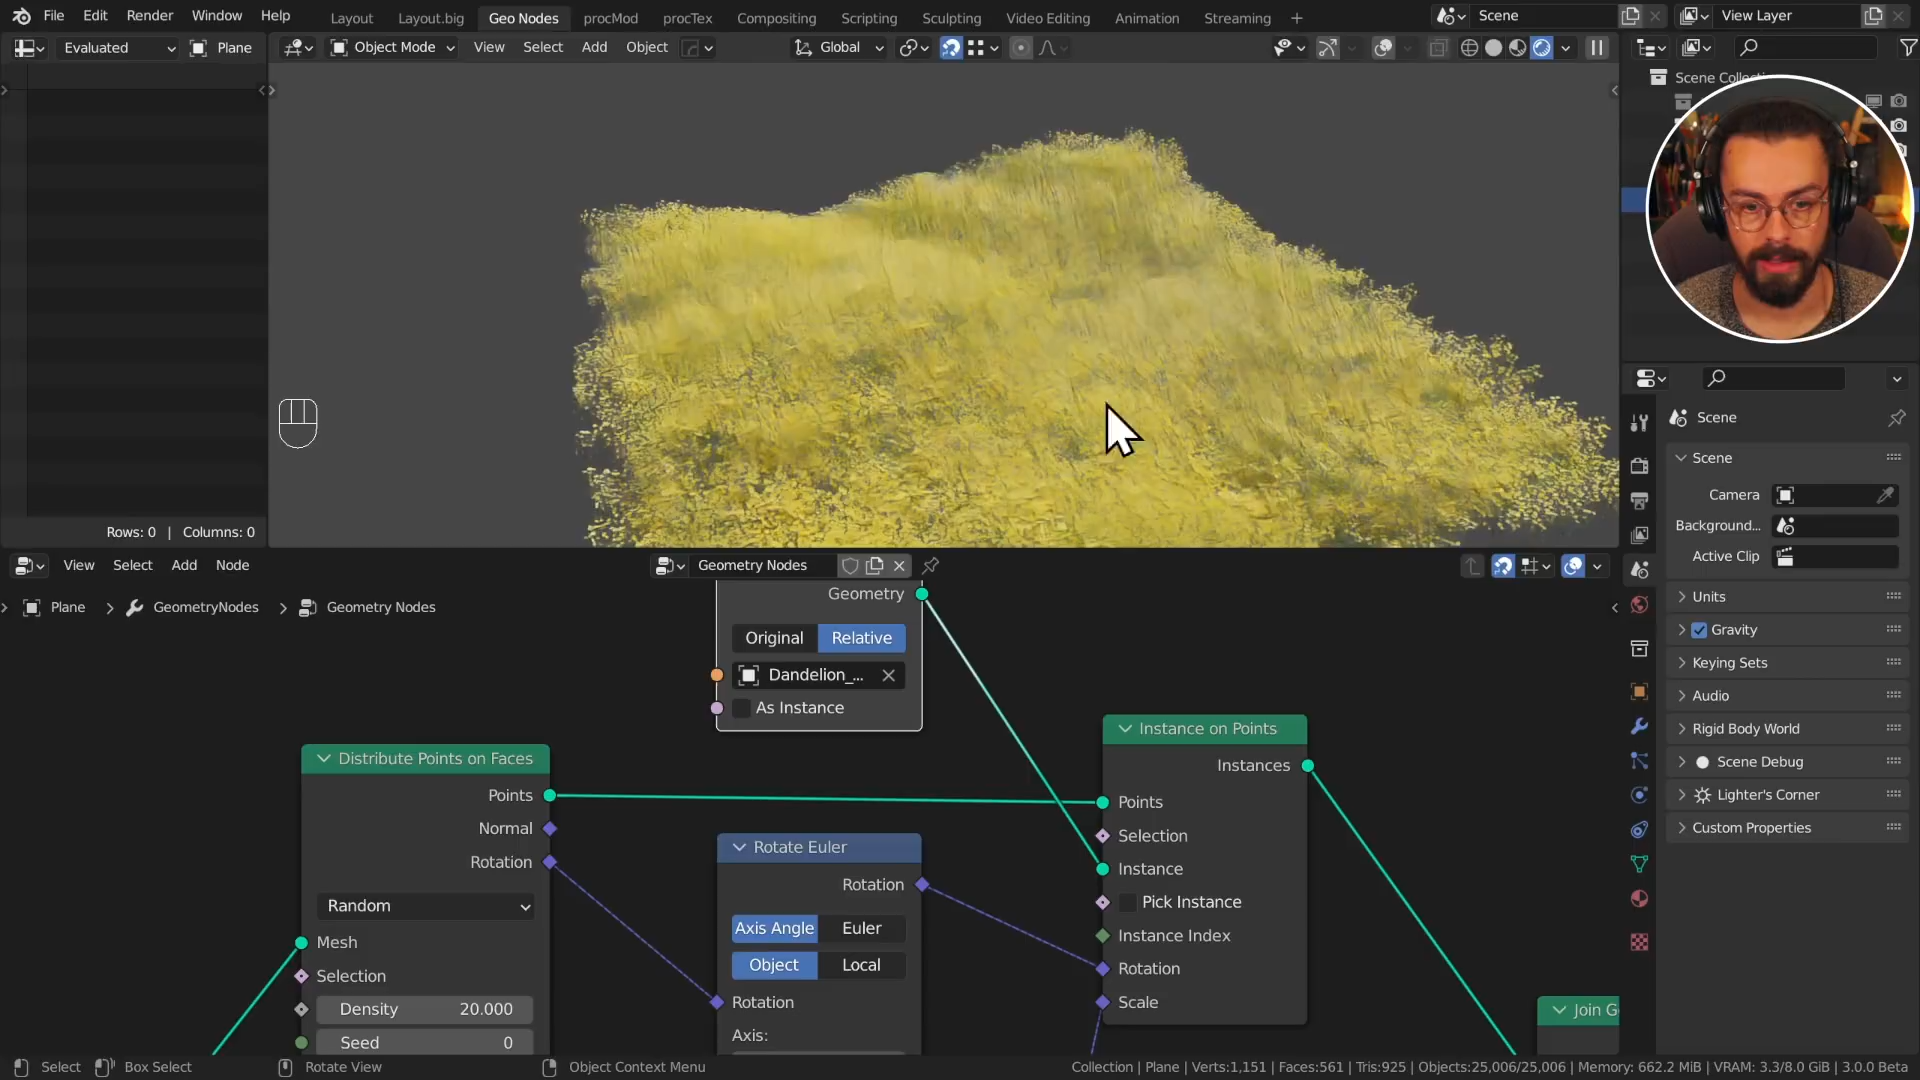 File Edit Render Window Help
Layout Layout.big Geo Nodes procMod procTex Compositing Scripting Sculpting Video Editing Animation Streaming +
Scene
View Layer
Evaluated
Plane
Object Mode
View Select Add Object
Global
Scene Collecti
Rows: 0 | Columns: 0
View Select Add Node
Geometry Nodes
Plane > GeometryNodes > Geometry Nodes
Geometry
Original Relative
Dandelion_...
As Instance
Distribute Points on Faces
Points
Normal
Rotation
Random
Mesh
Selection
Density 20.000
Seed 0
Rotate Euler
Rotation
Axis Angle Euler
Object Local
Rotation
Axis:
Instance on Points
Instances
Points
Selection
Instance
Pick Instance
Instance Index
Rotation
Scale
Join G
Scene
Scene
Camera
Background...
Active Clip
Units
Gravity
Keying Sets
Audio
Rigid Body World
Scene Debug
Lighter's Corner
Custom Properties
Select Box Select Rotate View Object Context Menu
Collection | Plane | Verts:1,151 | Faces:561 | Tris:925 | Objects:25,006/25,006 | Memory: 662.2 MiB | VRAM: 3.3/8.0 GiB | 3.0.0 Beta